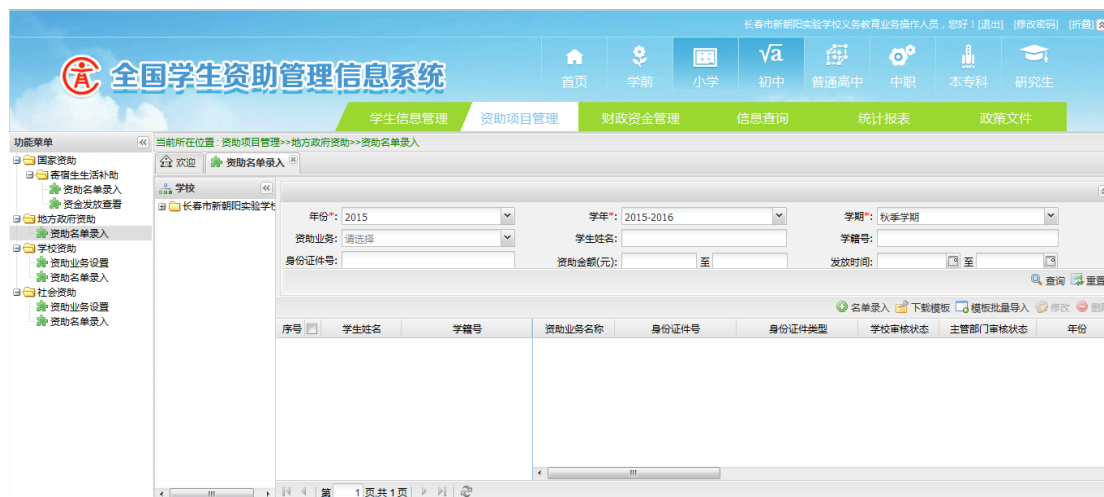 长春市新朝阳实验学校义务教育业务操作人员，您好！[退出] [修改密码] [折叠]
全国学生资助管理信息系统
首页 学前 小学 初中 普通高中 中职 本专科 研究生
学生信息管理 资助项目管理 财政资金管理 信息查询 统计报表 政策文件
功能菜单
国家资助
寄宿生生活补助
资助名单录入
资金发放查看
地方政府资助
资助名单录入
学校资助
资助业务设置
资助名单录入
社会资助
资助业务设置
资助名单录入
当前所在位置：资助项目管理>>地方政府资助>>资助名单录入
欢迎 资助名单录入
学校
长春市新朝阳实验学
年份*: 2015 学年*: 2015-2016 学期*: 秋季学期
资助业务: 请选择 学生姓名: 学籍号:
身份证件号: 资助金额(元): 至 发放时间: 至
查询 重置
名单录入 下载模板 模板批量导入 修改
序号 学生姓名 学籍号 资助业务名称 身份证件号 身份证件类型 学校审核状态 主管部门审核状态 年份
第 1 页,共 1 页